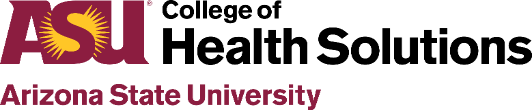 ASU® College of
Health Solutions
Arizona State University